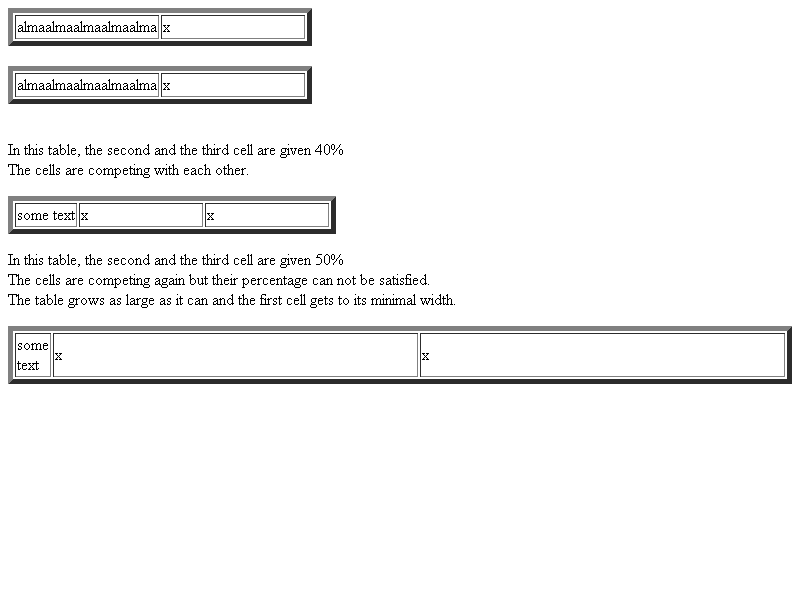 almaalmaalmaalmaalma x
almaalmaalmaalmaalma x
In this table, the second and the third cell are given 40%
The cells are competing with each other.
some text x x
In this table, the second and the third cell are given 50%
The cells are competing again but their percentage can not be satisfied.
The table grows as large as it can and the first cell gets to its minimal width.
some
text x x